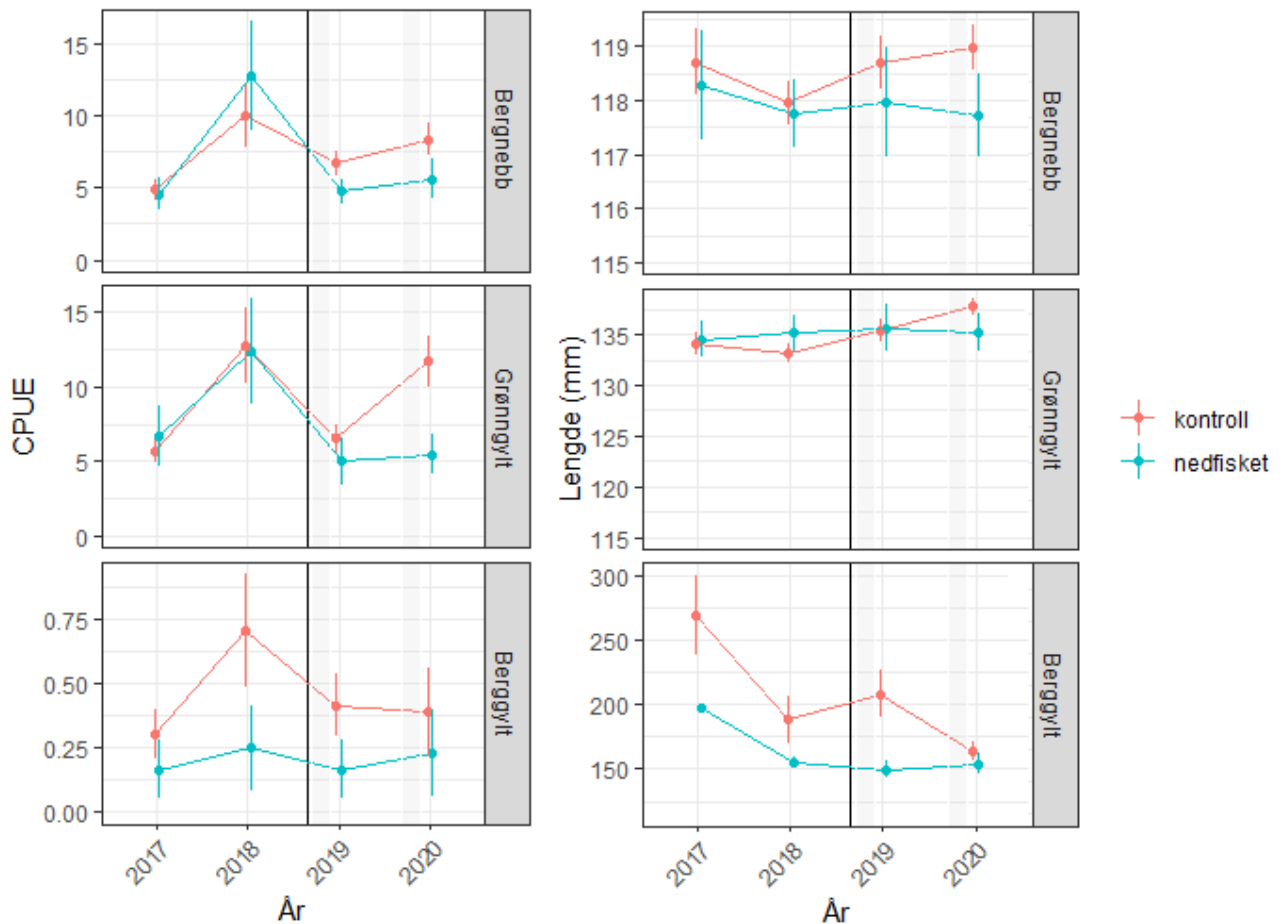 CPUE
15
10
5
0
Bergnebb
15
10
5
0
Grønngylt
0.75
0.50
0.25
0.00
Berggylt
2017
2018
2019
2020
År
Lengde (mm)
119
118
117
116
115
Bergnebb
135
130
125
120
115
Grønngylt
300
250
200
150
Berggylt
2017
2018
2019
2020
År
kontroll
nedfisket